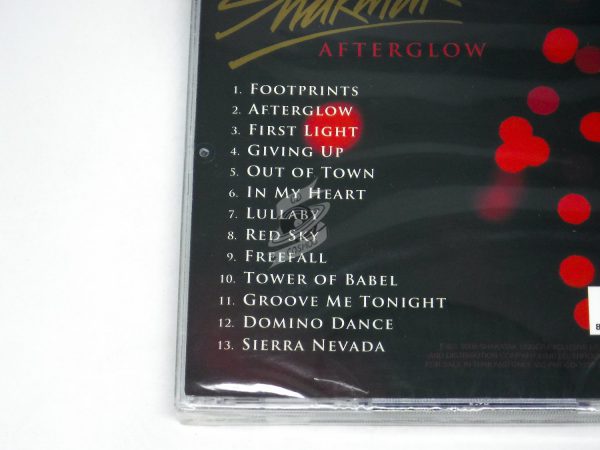 Shakatak
AFTERGLOW
1. FOOTPRINTS
2. AFTERGLOW
3. FIRST LIGHT
4. GIVING UP
5. OUT OF TOWN
6. IN MY HEART
7. LULLABY
8. RED SKY
9. FREEFALL
10. TOWER OF BABEL
11. GROOVE ME TONIGHT
12. DOMINO DANCE
13. SIERRA NEVADA